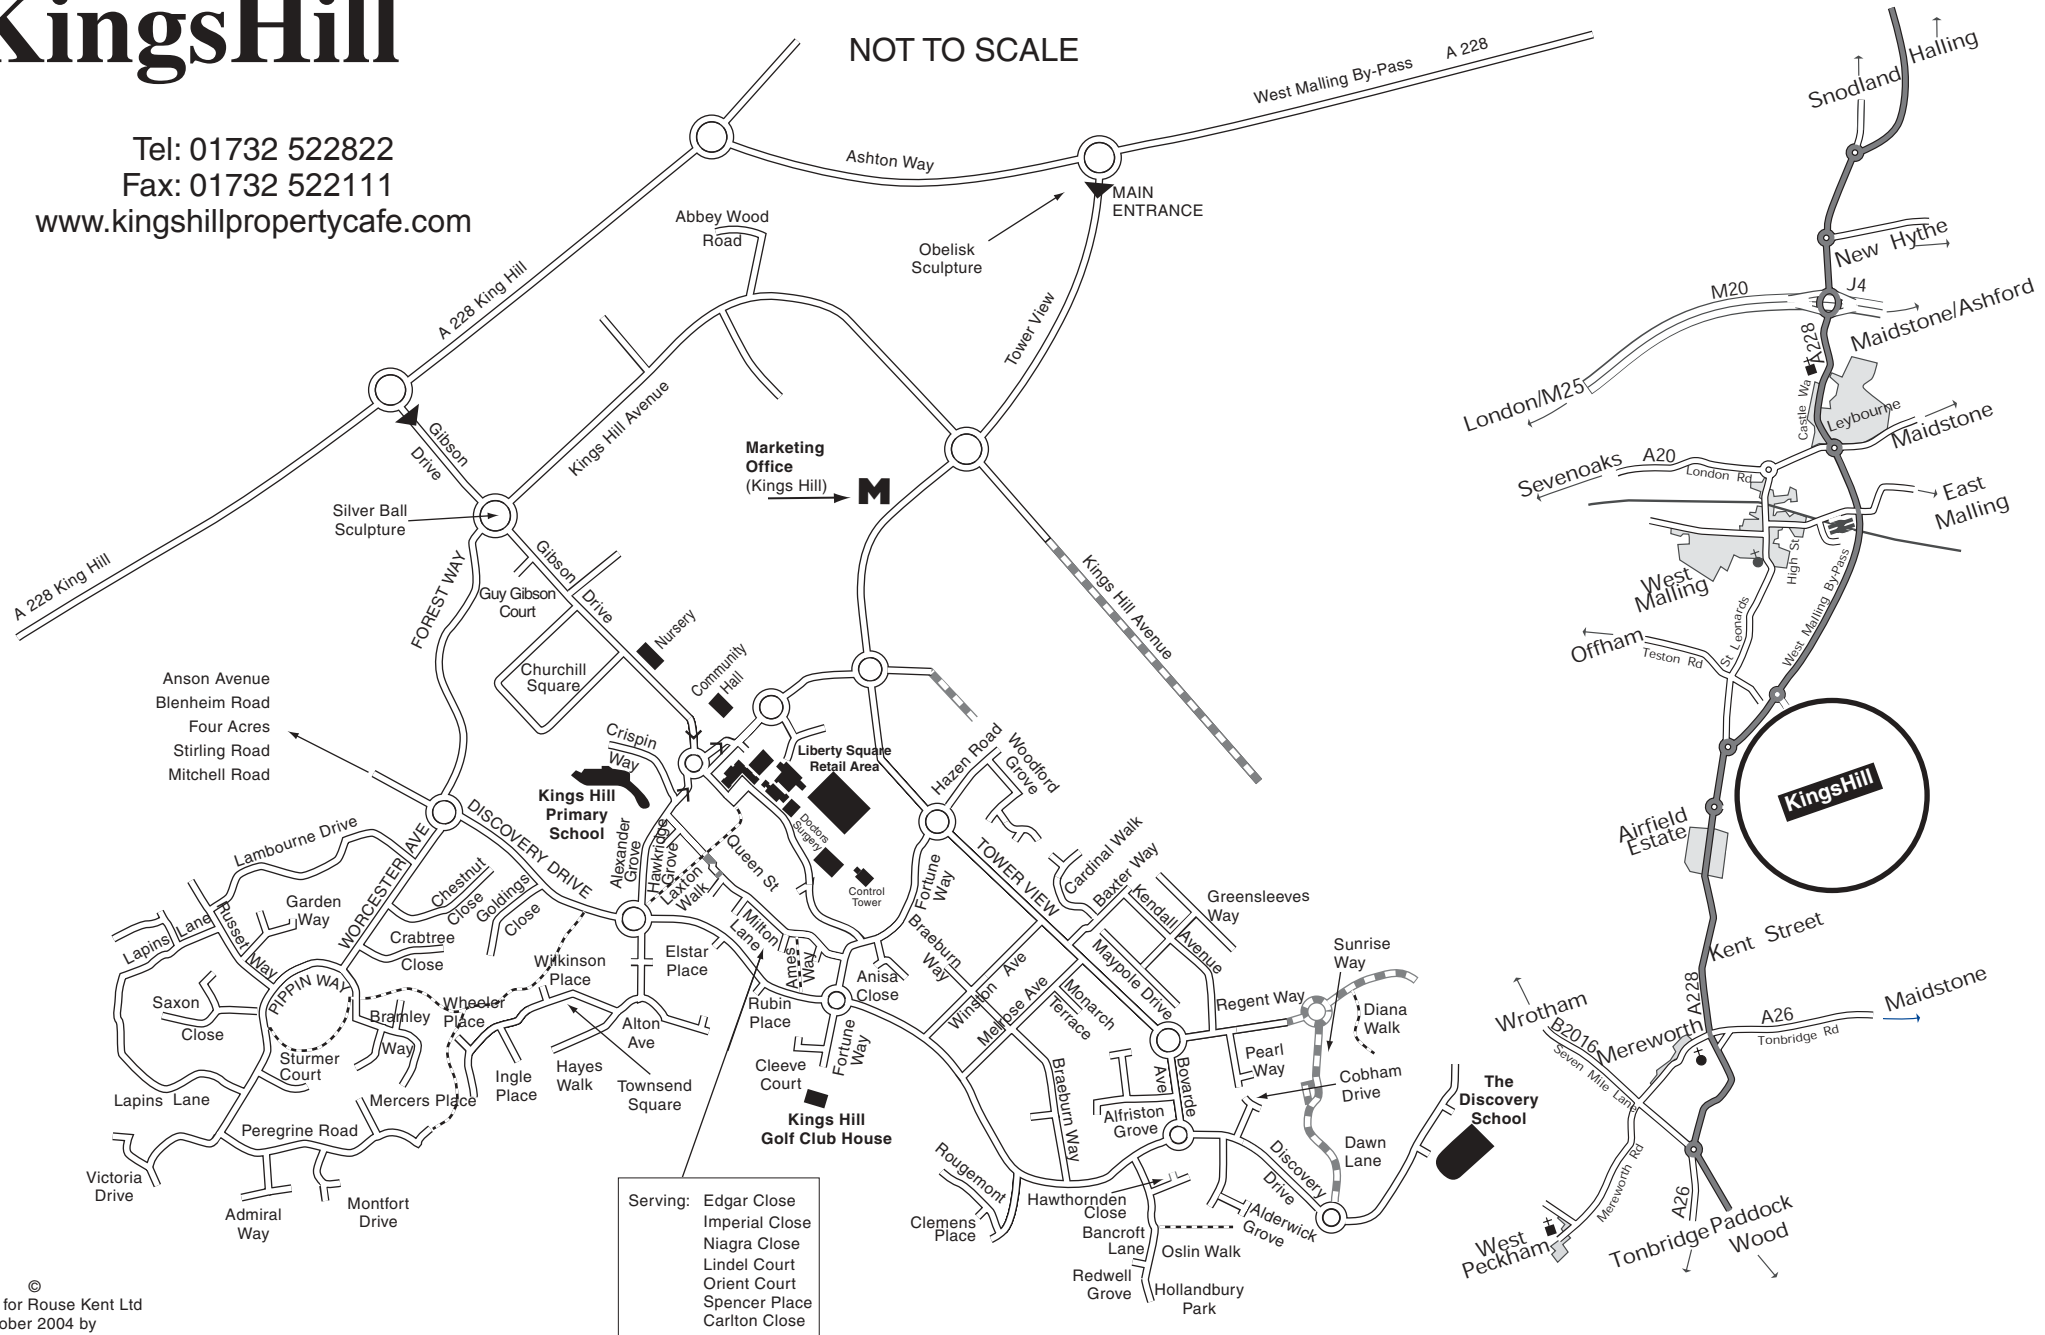 KingsHill
Tel: 01732 522822
Fax: 01732 522111
www.kingshillpropertycafe.com
NOT TO SCALE
West Malling By-Pass
A 228
Ashton Way
MAIN
ENTRANCE
Obelisk
Sculpture
Abbey Wood
Road
A 228 King Hill
Tower View
Kings Hill Avenue
Gibson
Drive
Marketing
Office
(Kings Hill)
M
Silver Ball
Sculpture
A 228 King Hill
FOREST WAY
Gibson
Drive
Guy Gibson
Court
Churchill
Square
Nursery
Community
Hall
Kings Hill Avenue
Anson Avenue
Blenheim Road
Four Acres
Stirling Road
Mitchell Road
Crispin
Way
Liberty Square
Retail Area
Kings Hill
Primary
School
Doctors
Surgery
Control
Tower
Hazen Road
Woodford
Grove
DISCOVERY DRIVE
WORCESTER AVE
Lambourne Drive
Alexander
Grove
Hawkridge
Grove
Laxton
Walk
Queen St
Fortune
Way
TOWER VIEW
Cardinal Walk
Baxter Way
Kendall
Avenue
Greensleeves
Way
Chestnut
Close
Goldings
Close
Garden
Way
Russet
Way
Lapins Lane
Crabtree
Close
Milton
Lane
Ames
Way
Braeburn
Way
Maypole Drive
Sunrise
Way
Elstar
Place
Wilkinson
Place
Anisa
Close
Winston
Ave
Melrose Ave
Monarch
Terrace
Regent Way
Diana
Walk
PIPPIN WAY
Saxon
Close
Bramley
Way
Wheeler
Place
Alton
Ave
Rubin
Place
Fortune
Way
Sturmer
Court
Ingle
Place
Hayes
Walk
Townsend
Square
Cleeve
Court
Pearl
Way
Cobham
Drive
Bovarde
Ave
Lapins Lane
Mercers Place
Kings Hill
Golf Club House
Braeburn Way
Alfriston
Grove
The
Discovery
School
Peregrine Road
Victoria
Drive
Admiral
Way
Montfort
Drive
Rougemont
Clemens
Place
Hawthornden
Close
Discovery
Drive
Dawn
Lane
Alderwick
Grove
Bancroft
Lane
Oslin Walk
Redwell
Grove
Hollandbury
Park
Serving:
Edgar Close
Imperial Close
Niagra Close
Lindel Court
Orient Court
Spencer Place
Carlton Close
©
for Rouse Kent Ltd
ober 2004 by
Halling
Snodland
New Hythe
M20
J4
Maidstone/Ashford
A228
London/M25
Castle Wa
Leybourne
Maidstone
Sevenoaks
A20
London Rd
East
Malling
High St
West
Malling
St Leonards
West Malling By-Pass
Offham
Teston Rd
KingsHill
Airfield
Estate
Kent Street
A228
Wrotham
B2016
Seven Mile Lane
Mereworth
A26
Tonbridge Rd
Maidstone
Mereworth Rd
A26
West
Peckham
Tonbridge
Paddock
Wood